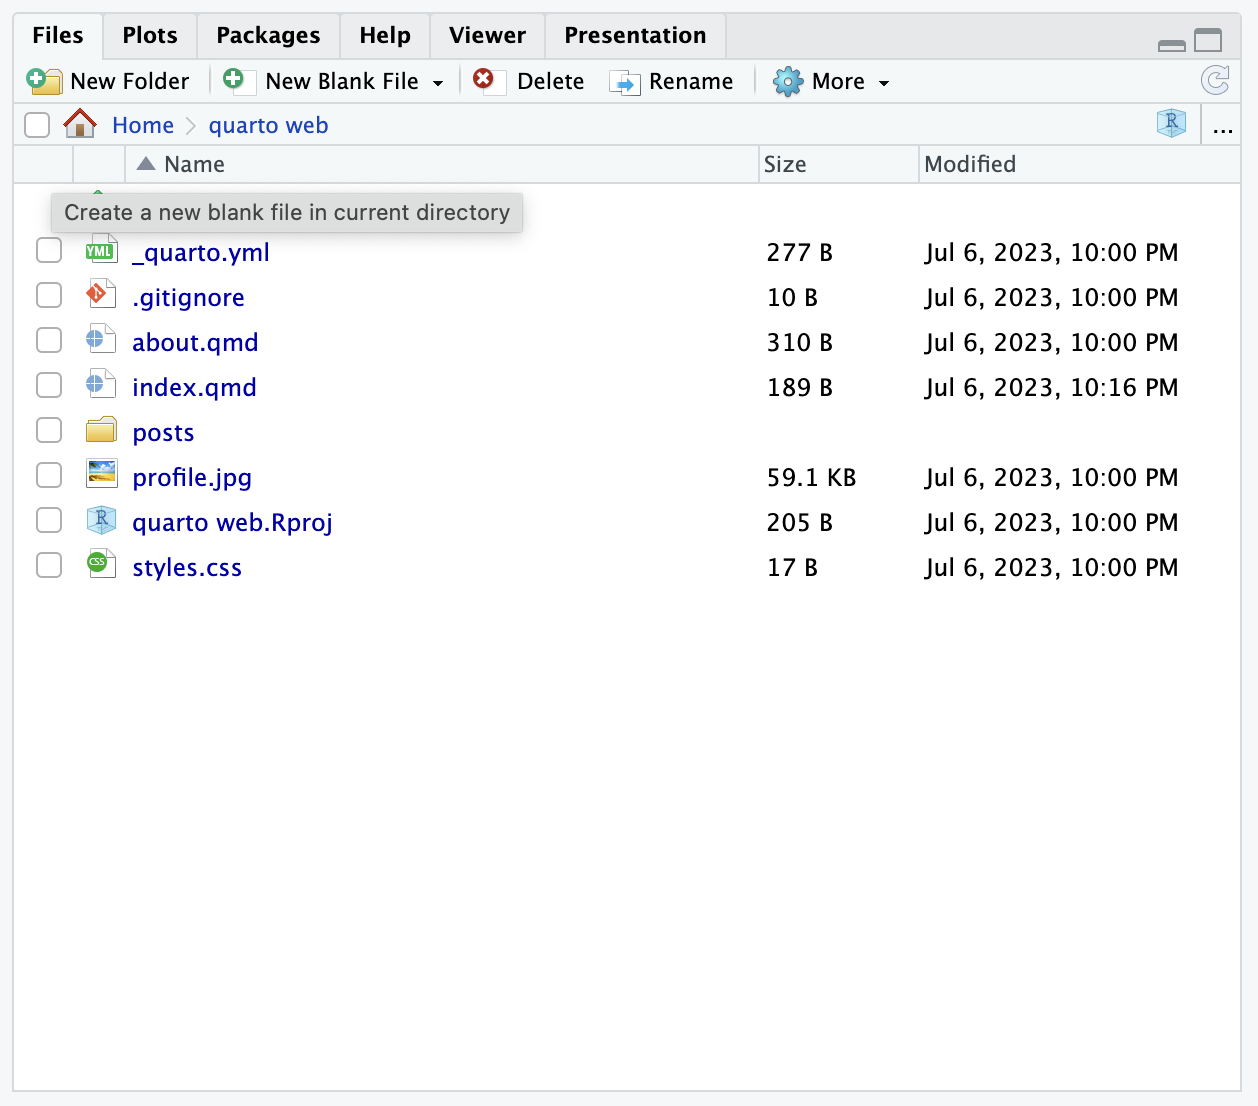 Files Plots Packages Help Viewer Presentation
New Folder New Blank File Delete Rename More
Home quarto web R ...
Name Size Modified
Create a new blank file in current directory
YML _quarto.yml 277 B Jul 6, 2023, 10:00 PM
.gitignore 10 B Jul 6, 2023, 10:00 PM
about.qmd 310 B Jul 6, 2023, 10:00 PM
index.qmd 189 B Jul 6, 2023, 10:16 PM
posts
profile.jpg 59.1 KB Jul 6, 2023, 10:00 PM
R quarto web.Rproj 205 B Jul 6, 2023, 10:00 PM
CSS styles.css 17 B Jul 6, 2023, 10:00 PM